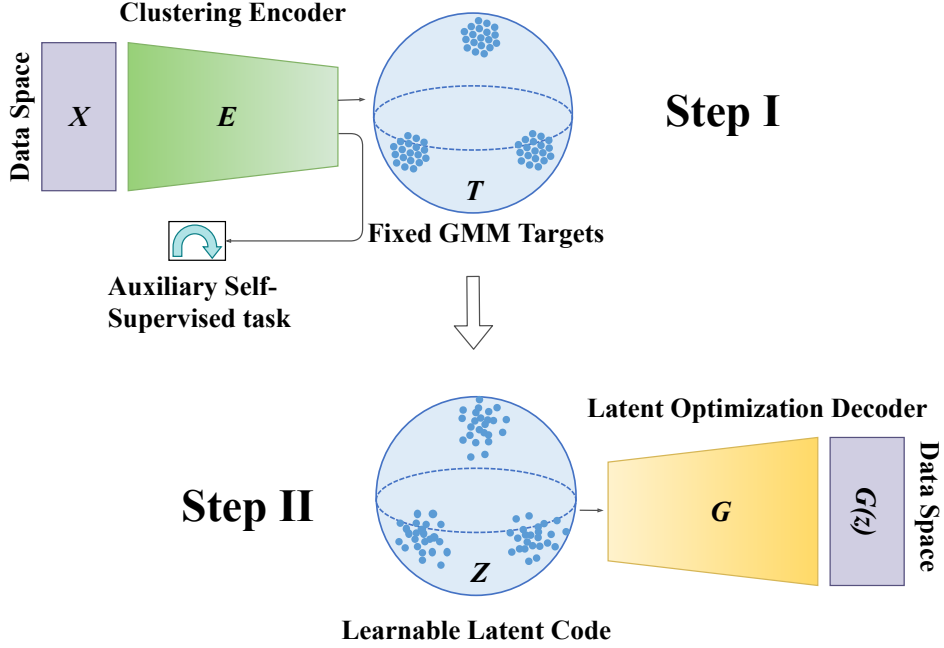 Clustering Encoder
Data Space
X
E
T
Step I
Fixed GMM Targets
Auxiliary Self-
Supervised task
Latent Optimization Decoder
Step II
Z
G
G(z)
Data Space
Learnable Latent Code